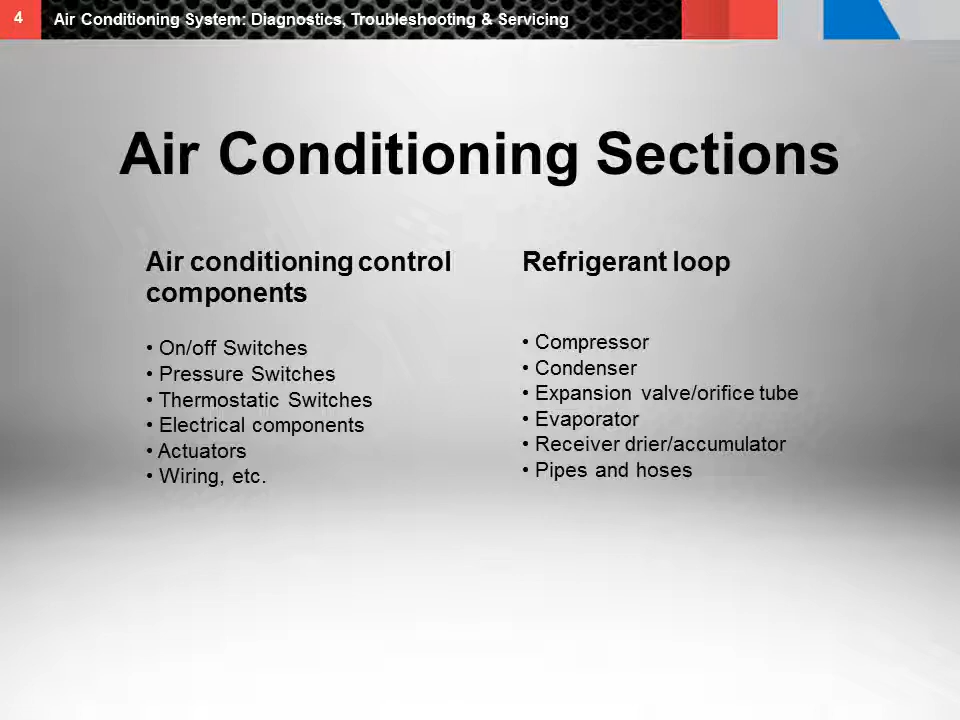 4
Air Conditioning System: Diagnostics, Troubleshooting & Servicing
Air Conditioning Sections
Air conditioning control
components
• On/off Switches
• Pressure Switches
• Thermostatic Switches
• Electrical components
• Actuators
• Wiring, etc.
Refrigerant loop
• Compressor
• Condenser
• Expansion valve/orifice tube
• Evaporator
• Receiver drier/accumulator
• Pipes and hoses